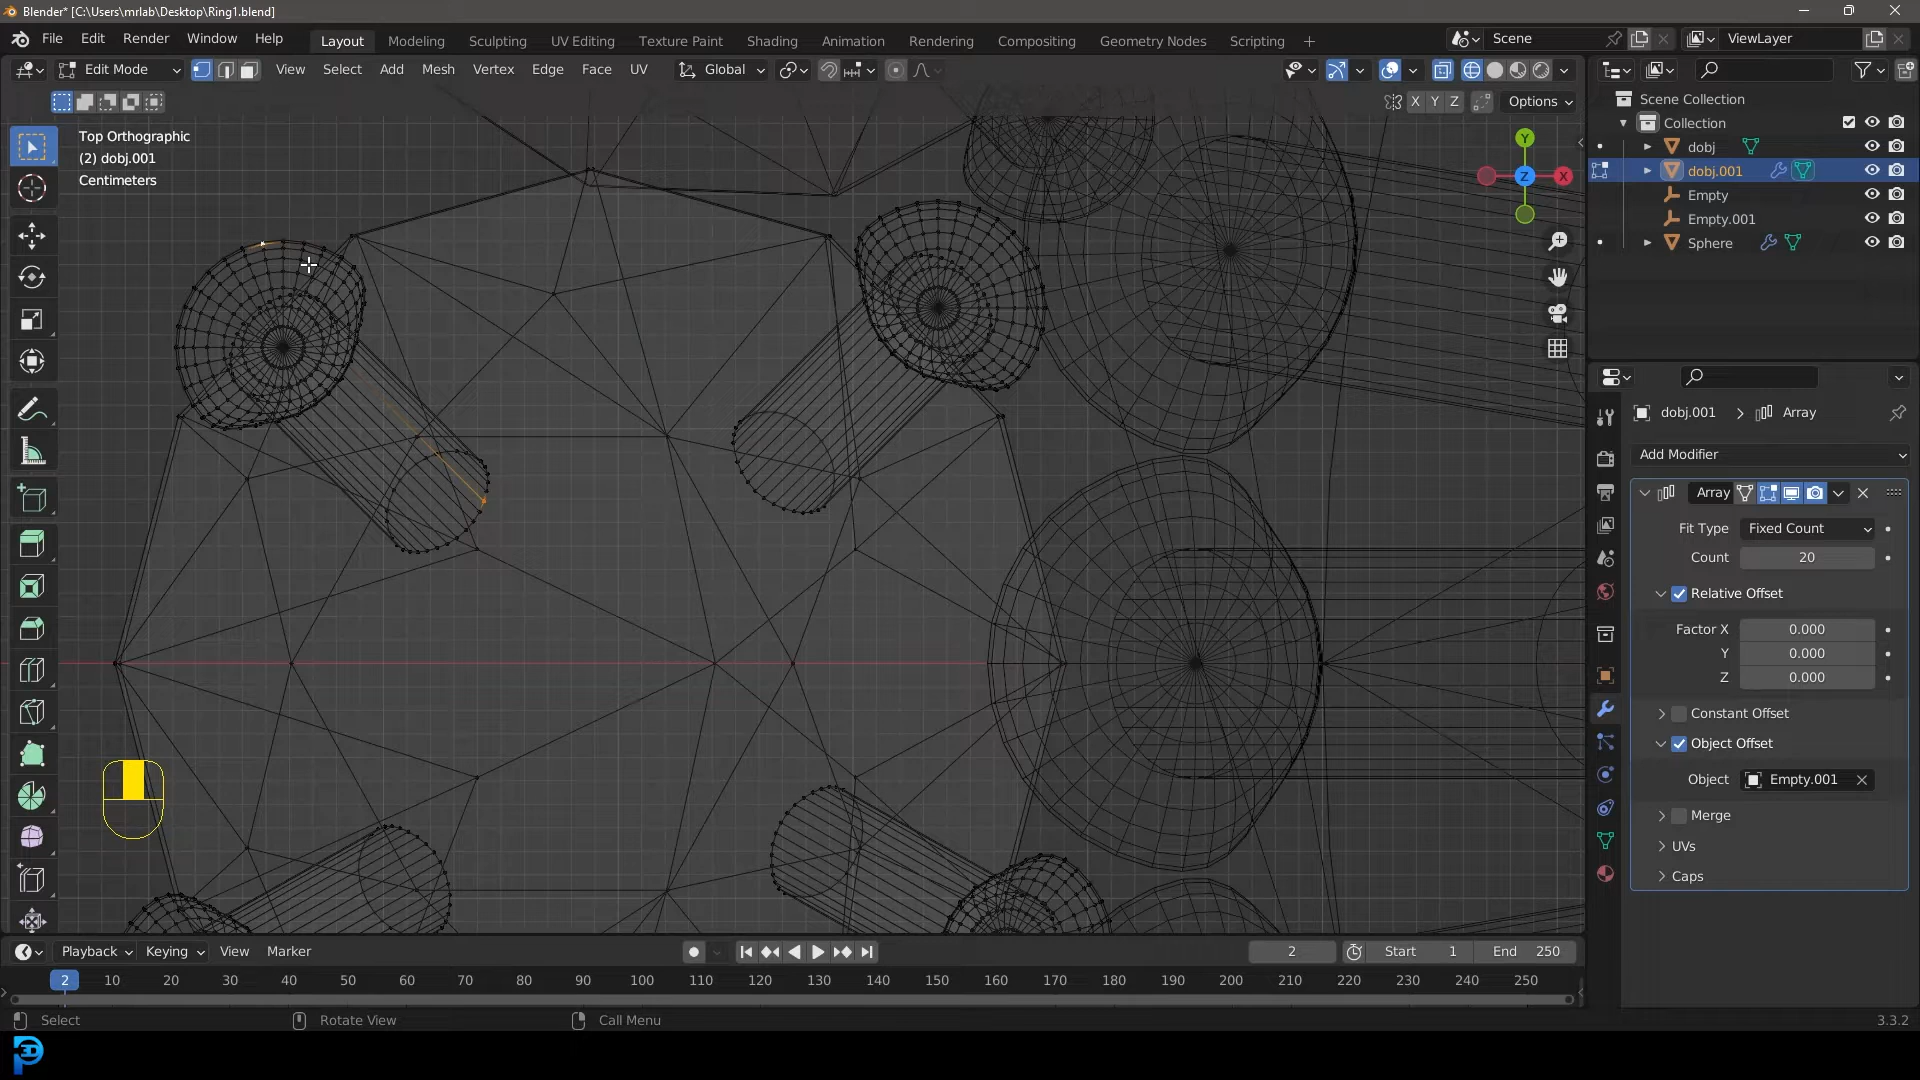 Blender* [C:\Users\mrlab\Desktop\Ring1.blend]
File Edit Render Window Help
Layout Modeling Sculpting UV Editing Texture Paint Shading Animation Rendering Compositing Geometry Nodes Scripting +
Scene
ViewLayer
Edit Mode
View Select Add Mesh Vertex Edge Face UV
Global
X Y Z
Options
Top Orthographic
(2) dobj.001
Centimeters
Y
Z
X
Scene Collection
Collection
dobj
dobj.001
Empty
Empty.001
Sphere
dobj.001 > Array
Add Modifier
Array
Fit Type Fixed Count
Count 20
Relative Offset
Factor X 0.000
Y 0.000
Z 0.000
Constant Offset
Object Offset
Object Empty.001
Merge
UVs
Caps
Playback Keying View Marker
2
Start 1
End 250
2 10 20 30 40 50 60 70 80 90 100 110 120 130 140 150 160 170 180 190 200 210 220 230 240 250
Select
Rotate View
Call Menu
3.3.2